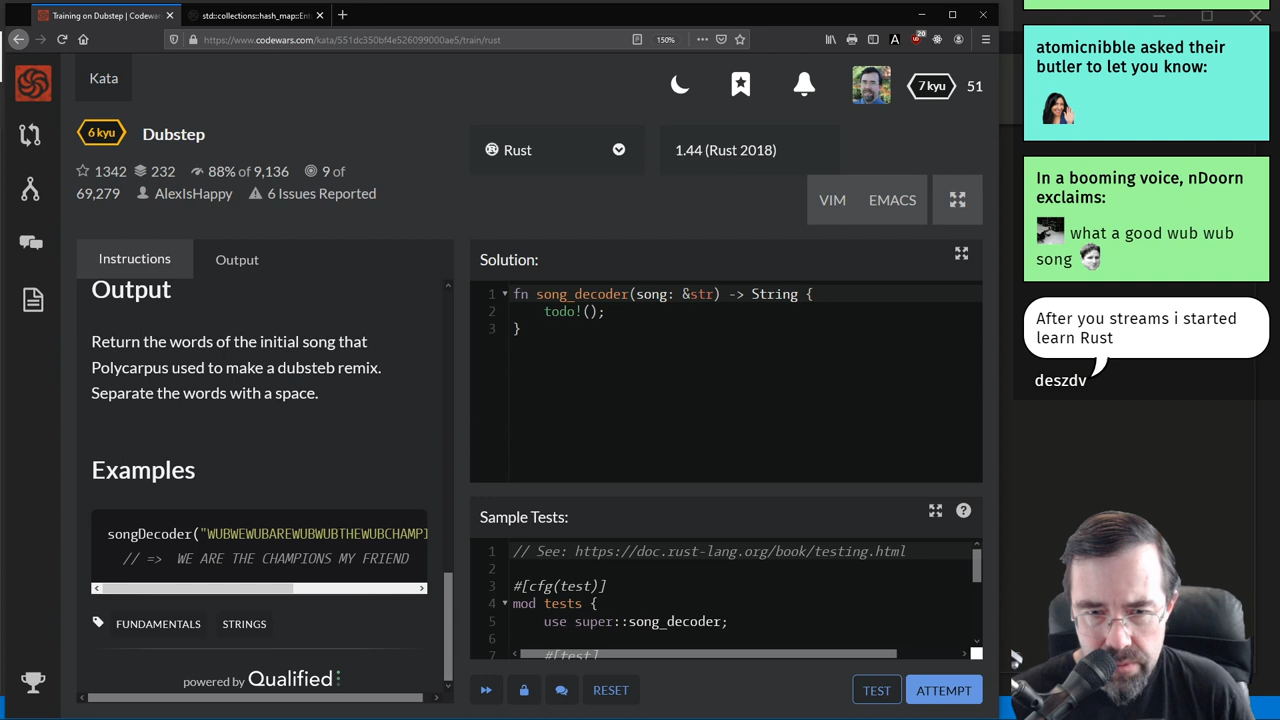 Training on Dubstep | Codewar
std::collections::hash_map::Ent
https://www.codewars.com/kata/551dc350bf4e526099000ae5/train/rust
150%
20
Kata
7 kyu
51
6 kyu
Dubstep
1342
232
88% of 9,136
9 of
69,279
AlexIsHappy
6 Issues Reported
Rust
1.44 (Rust 2018)
VIM
EMACS
Instructions
Output
Output
Return the words of the initial song that
Polycarpus used to make a dubsteb remix.
Separate the words with a space.
Examples
songDecoder("WUBWEWUBAREWUBWUBTHEWUBCHAMPI
// => WE ARE THE CHAMPIONS MY FRIEND
FUNDAMENTALS
STRINGS
powered by Qualified
Solution:
1 fn song_decoder(song: &str) -> String {
2 todo!();
3 }
Sample Tests:
1 // See: https://doc.rust-lang.org/book/testing.html
2
3 #[cfg(test)]
4 mod tests {
5 use super::song_decoder;
6
7 #[test]
RESET
TEST
ATTEMPT
atomicnibble asked their
butler to let you know:
In a booming voice, nDoorn
exclaims:
what a good wub wub
song
After you streams i started
learn Rust
deszdv